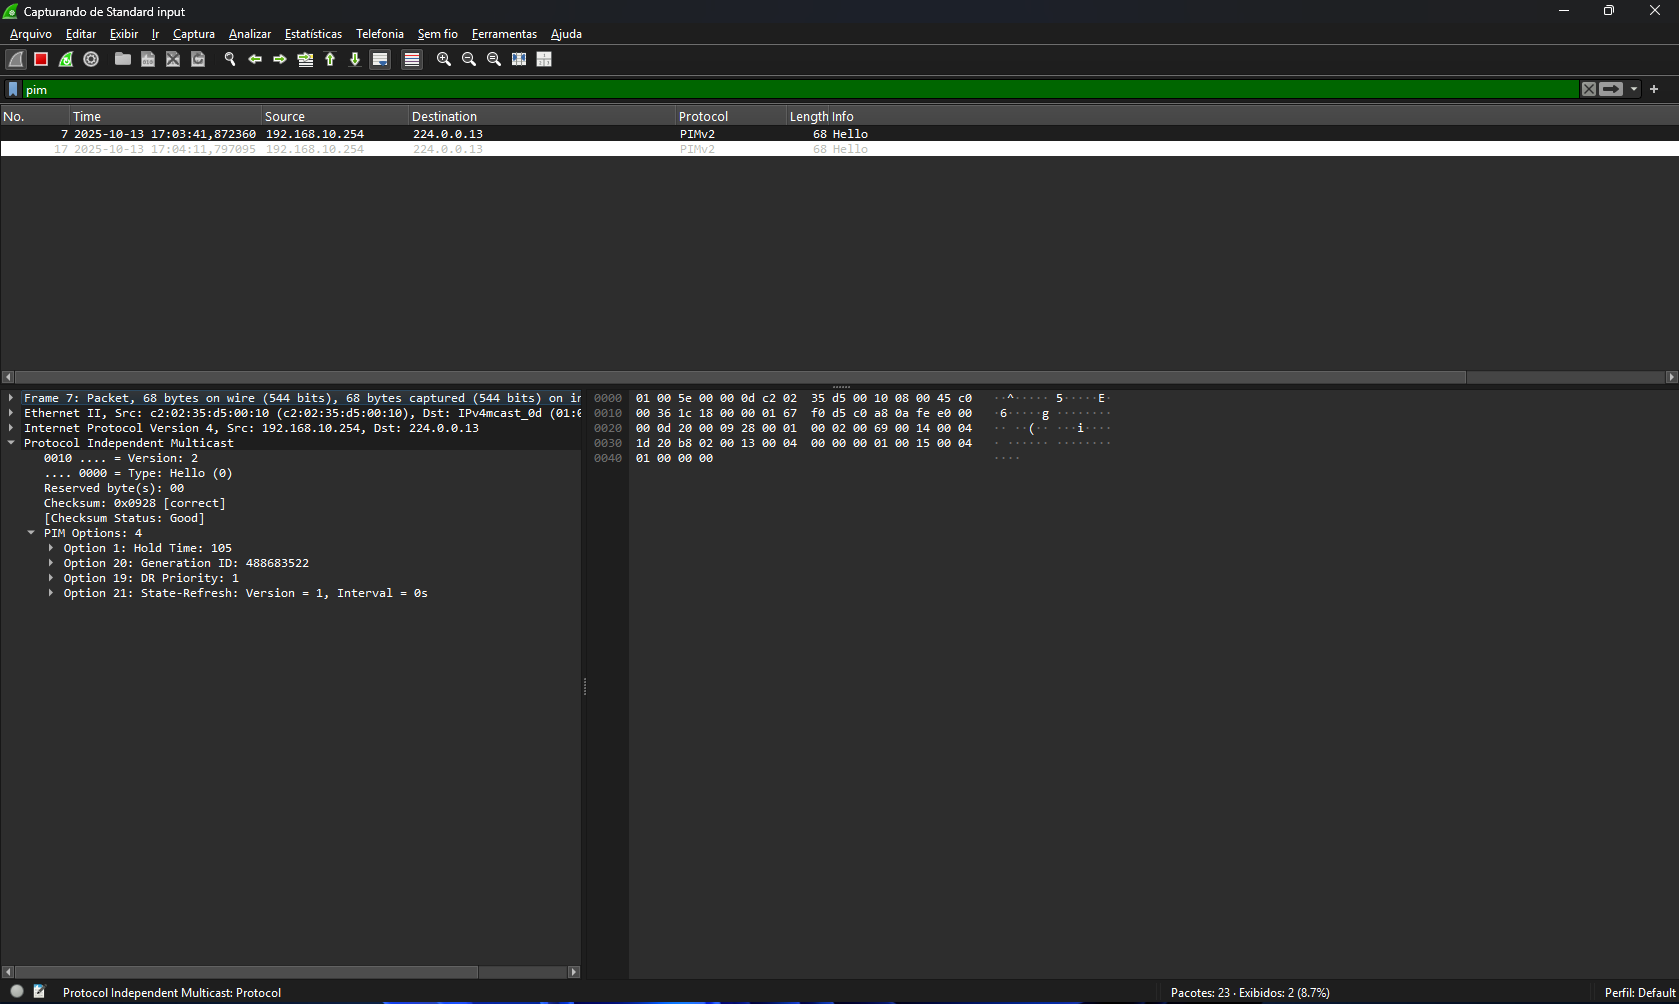 Capturando de Standard input
Arquivo Editar Exibir Ir Captura Analizar Estatísticas Telefonia Sem fio Ferramentas Ajuda
pim
No. Time Source Destination Protocol Length Info
7 2025-10-13 17:03:41,872360 192.168.10.254 224.0.0.13 PIMv2 68 Hello
17 2025-10-13 17:04:11,797095 192.168.10.254 224.0.0.13 PIMv2 68 Hello
Frame 7: Packet, 68 bytes on wire (544 bits), 68 bytes captured (544 bits) on in
Ethernet II, Src: c2:02:35:d5:00:10 (c2:02:35:d5:00:10), Dst: IPv4mcast_0d (01:0
Internet Protocol Version 4, Src: 192.168.10.254, Dst: 224.0.0.13
Protocol Independent Multicast
0010 .... = Version: 2
.... 0000 = Type: Hello (0)
Reserved byte(s): 00
Checksum: 0x0928 [correct]
[Checksum Status: Good]
PIM Options: 4
Option 1: Hold Time: 105
Option 20: Generation ID: 488683522
Option 19: DR Priority: 1
Option 21: State-Refresh: Version = 1, Interval = 0s
0000 01 00 5e 00 00 0d c2 02 35 d5 00 10 08 00 45 c0 ··^····· 5·····E·
0010 00 36 1c 18 00 00 01 67 f0 d5 c0 a8 0a fe e0 00 ·6·····g ········
0020 00 0d 20 00 09 28 00 01 00 02 00 69 00 14 00 04 ·· ··(·· ···i····
0030 1d 20 b8 02 00 13 00 04 00 00 00 01 00 15 00 04 · ······ ········
0040 01 00 00 00 ····
Protocol Independent Multicast: Protocol
Pacotes: 23 · Exibidos: 2 (8.7%)
Perfil: Default